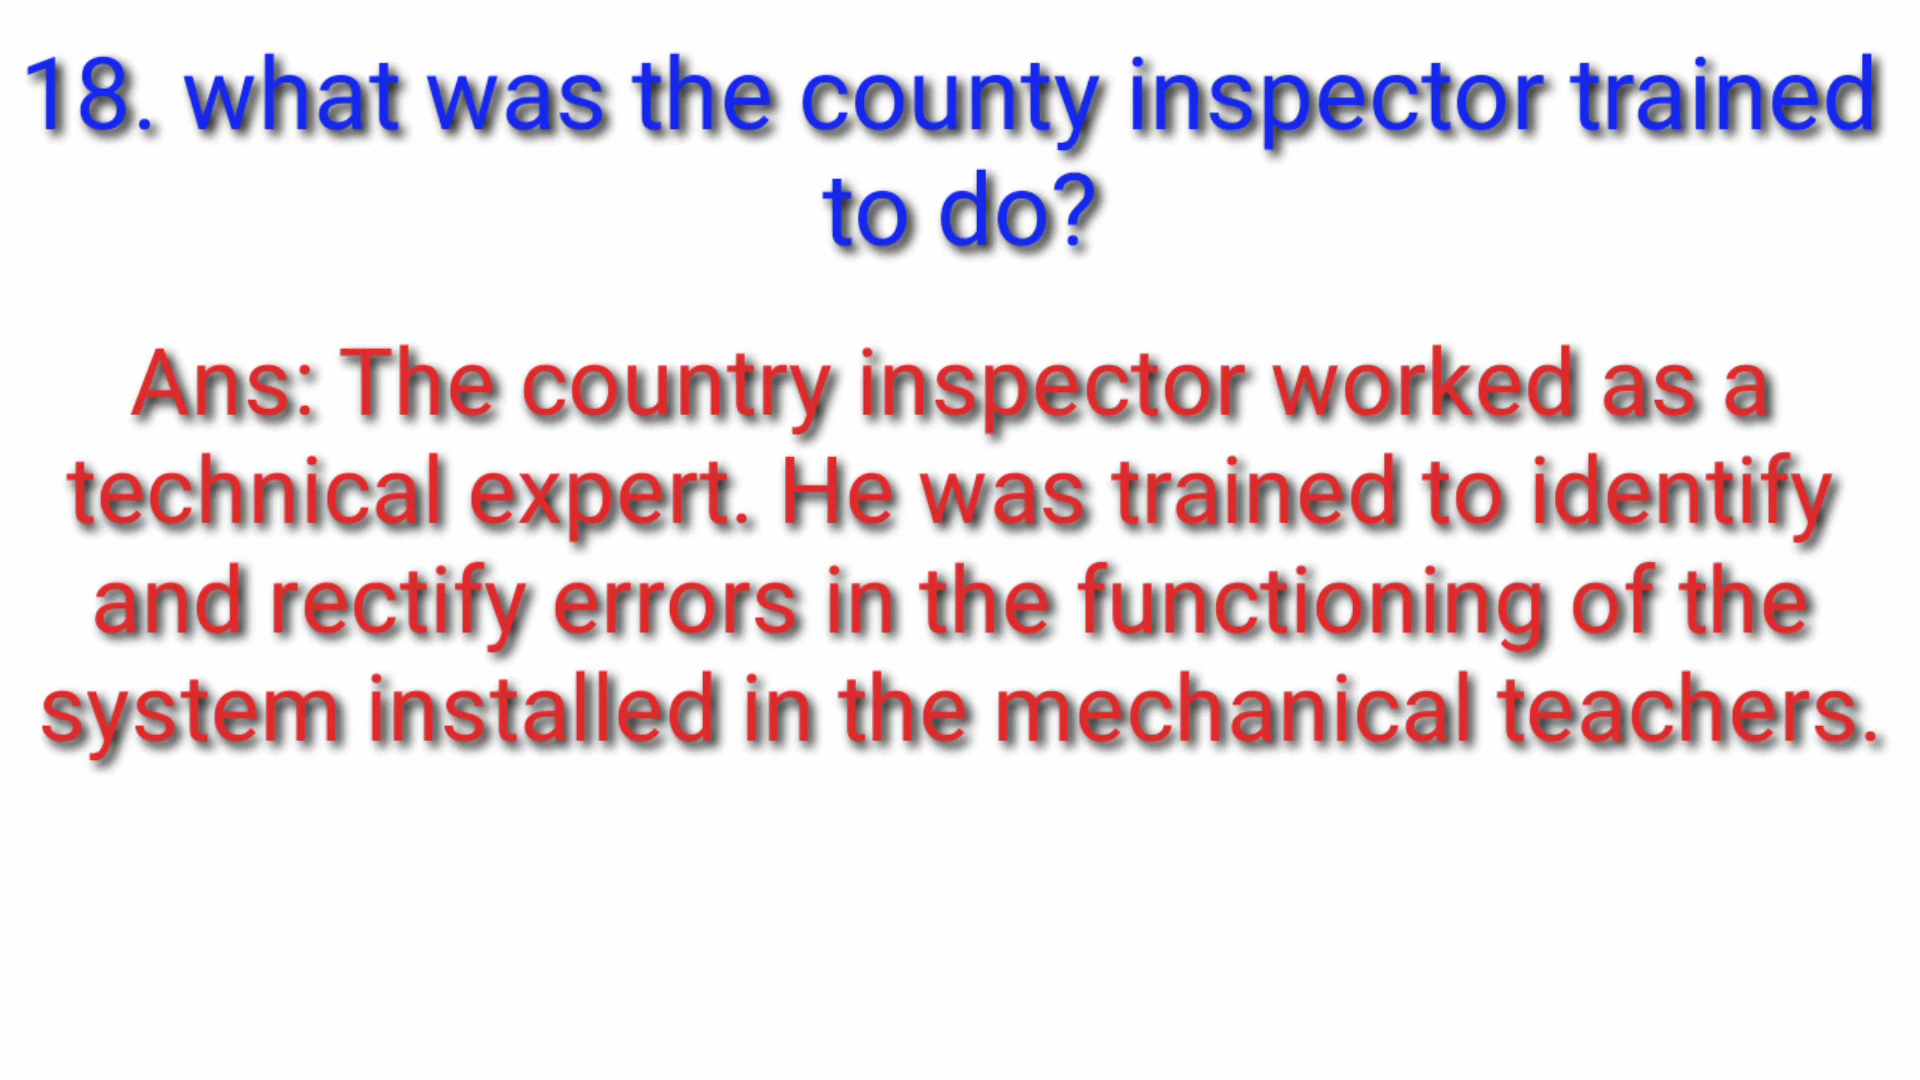 18. what was the county inspector trained
to do?
Ans: The country inspector worked as a
technical expert. He was trained to identify
and rectify errors in the functioning of the
system installed in the mechanical teachers.